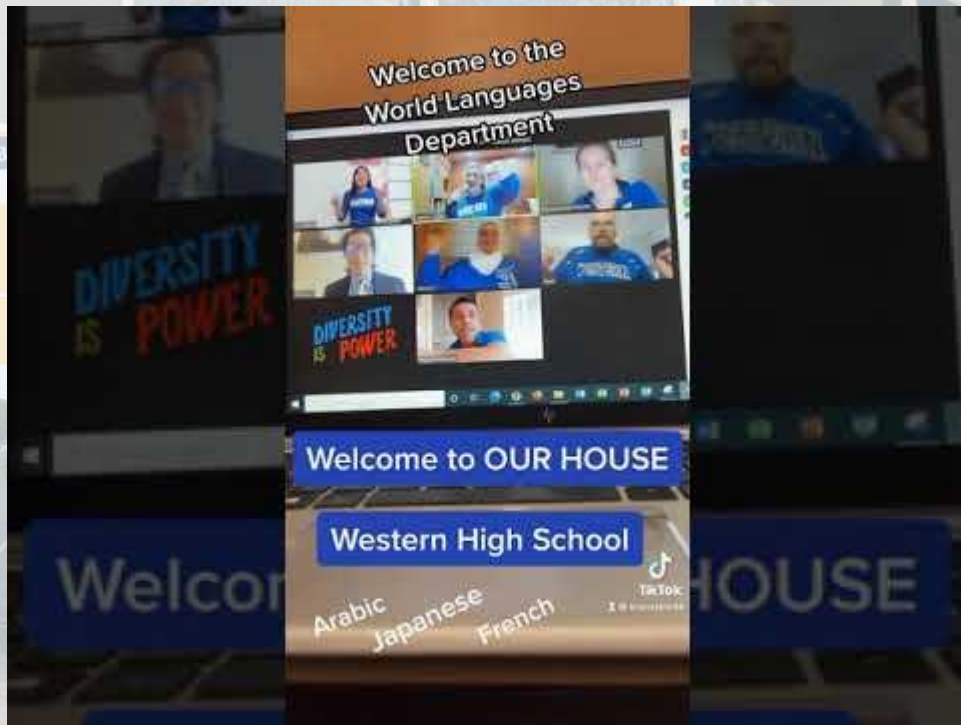 Welcome to the
World Languages
Department
DIVERSITY
IS POWER
DIVERSITY
IS POWER
Welcome to OUR HOUSE
Western High School
TikTok
Arabic
Japanese
French
Welcom
HOUSE